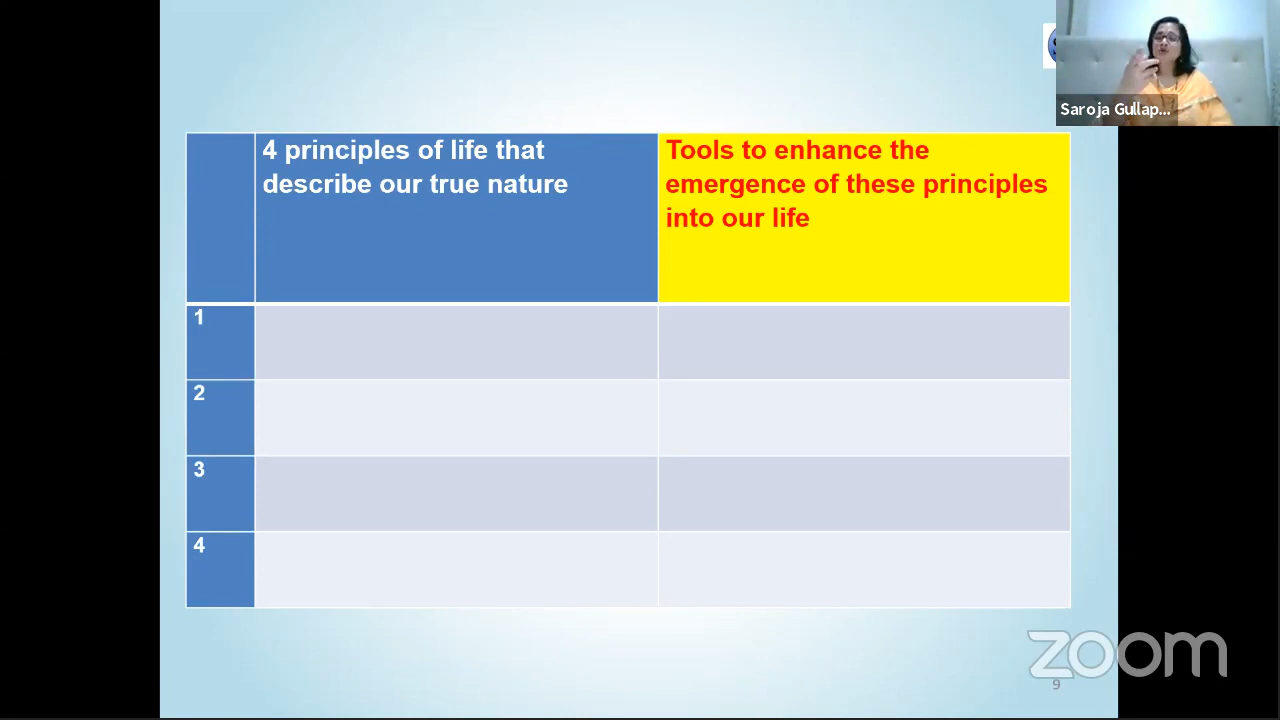 Saroja Gullap...
4 principles of life that
describe our true nature
Tools to enhance the
emergence of these principles
into our life
1
2
3
4
zoom
9